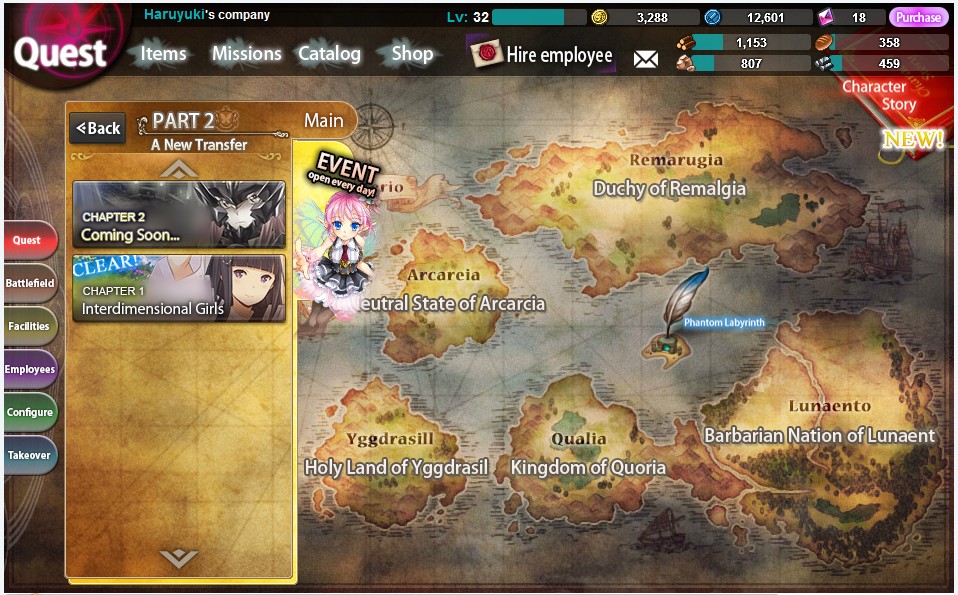 Haruyuki's company
Lv: 32
3,288
12,601
18
Purchase
Quest
Items
Missions
Catalog
Shop
Hire employee
1,153
358
807
459
Character
Story
NEW!
Back
PART 2
Main
A New Transfer
EVENT
open every day!
CHAPTER 2
Coming Soon...
CLEAR!
CHAPTER 1
Interdimensional Girls
Quest
Battlefield
Facilities
Employees
Configure
Takeover
Remarugia
Duchy of Remalgia
Arcareia
eutral State of Arcarcia
Phantom Labyrinth
Lunaento
Barbarian Nation of Lunaent
Yggdrasill
Holy Land of Yggdrasil
Qualia
Kingdom of Quoria